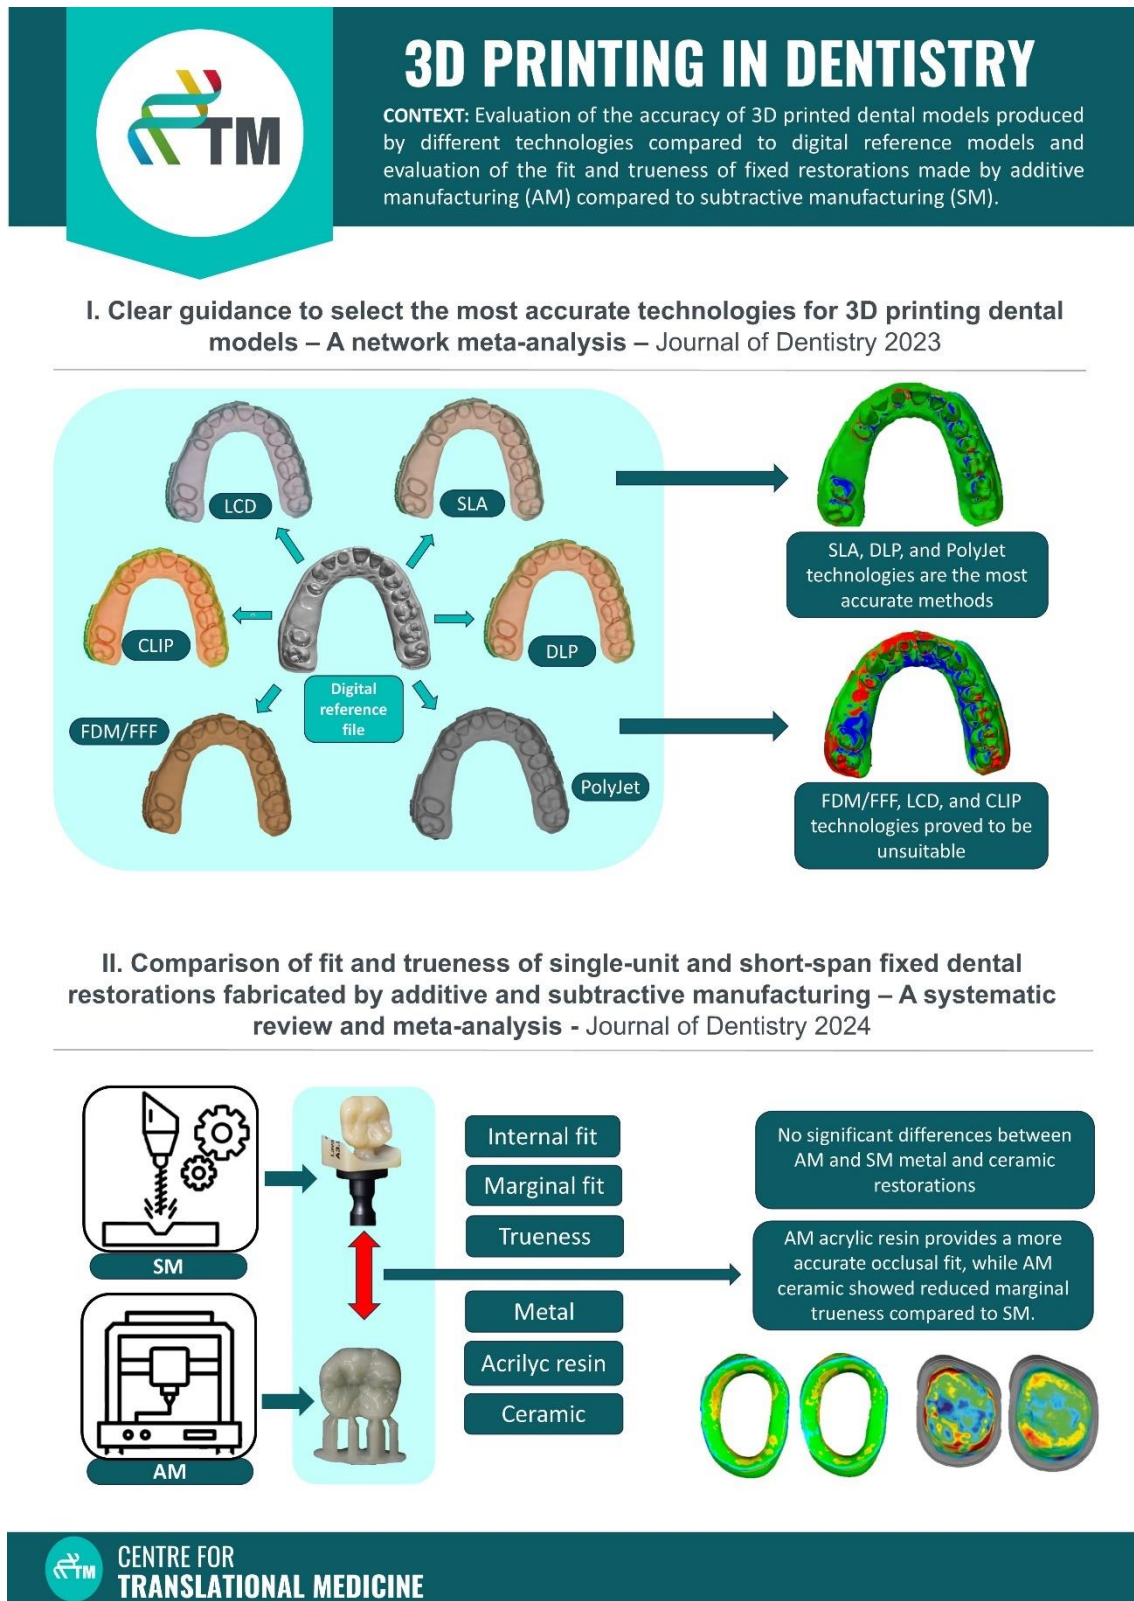 TM
3D PRINTING IN DENTISTRY
CONTEXT: Evaluation of the accuracy of 3D printed dental models produced
by different technologies compared to digital reference models and
evaluation of the fit and trueness of fixed restorations made by additive
manufacturing (AM) compared to subtractive manufacturing (SM).
I. Clear guidance to select the most accurate technologies for 3D printing dental
models – A network meta-analysis – Journal of Dentistry 2023
LCD
SLA
CLIP
DLP
Digital
reference
file
FDM/FFF
PolyJet
SLA, DLP, and PolyJet
technologies are the most
accurate methods
FDM/FFF, LCD, and CLIP
technologies proved to be
unsuitable
II. Comparison of fit and trueness of single-unit and short-span fixed dental
restorations fabricated by additive and subtractive manufacturing – A systematic
review and meta-analysis - Journal of Dentistry 2024
SM
AM
Internal fit
Marginal fit
Trueness
Metal
Acrilyc resin
Ceramic
No significant differences between
AM and SM metal and ceramic
restorations
AM acrylic resin provides a more
accurate occlusal fit, while AM
ceramic showed reduced marginal
trueness compared to SM.
TM
CENTRE FOR
TRANSLATIONAL MEDICINE